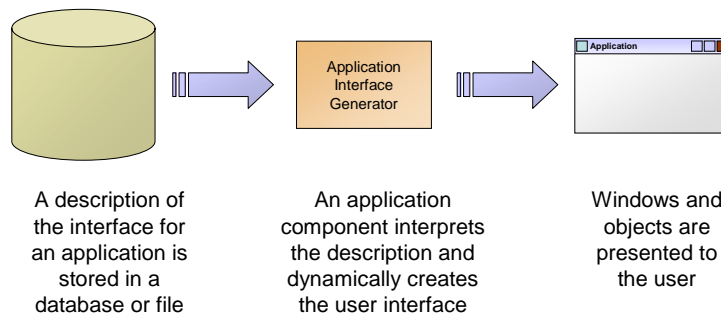 Application
Interface
Generator
Application
A description of
the interface for
an application is
stored in a
database or file
An application
component interprets
the description and
dynamically creates
the user interface
Windows and
objects are
presented to
the user